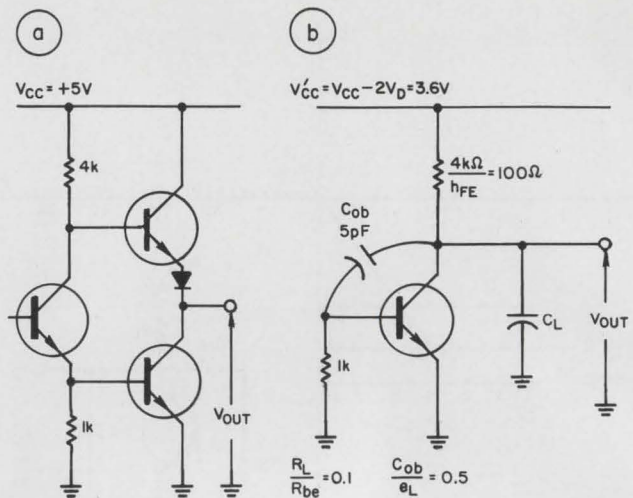 a
VCC = +5V
4k
1k
VOUT
b
V'CC = VCC − 2VD = 3.6V
4kΩ
hFE
= 100Ω
Cob
5pF
1k
CL
VOUT
RL
Rbe
= 0.1
Cob
eL
= 0.5